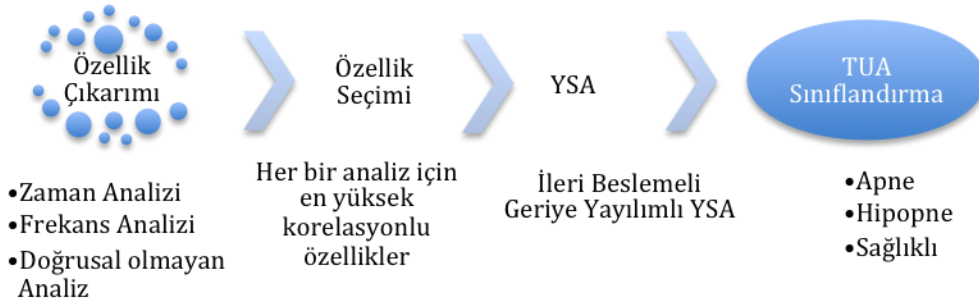 Özellik
Çıkarımı
Özellik
Seçimi
YSA
TUA
Sınıflandırma
•Zaman Analizi
•Frekans Analizi
•Doğrusal olmayan
Analiz
Her bir analiz için
en yüksek
korelasyonlu
özellikler
İleri Beslemeli
Geriye Yayılımlı YSA
•Apne
•Hipopne
•Sağlıklı